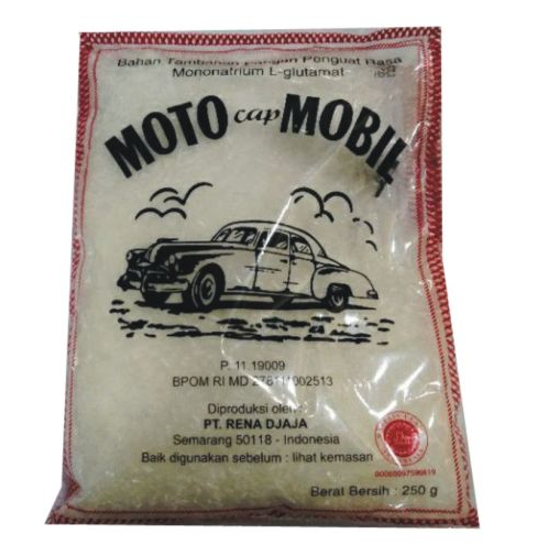 Bahan Tambahan Pangan Penguat Rasa
Mononatrium L-glutamat
MOTO cap MOBIL
P. 11.19009
BPOM RI MD
Diproduksi oleh :
PT. RENA DJAJA
Semarang 50118 - Indonesia
Baik digunakan sebelum : lihat kemasan
Berat Bersih : 250 g